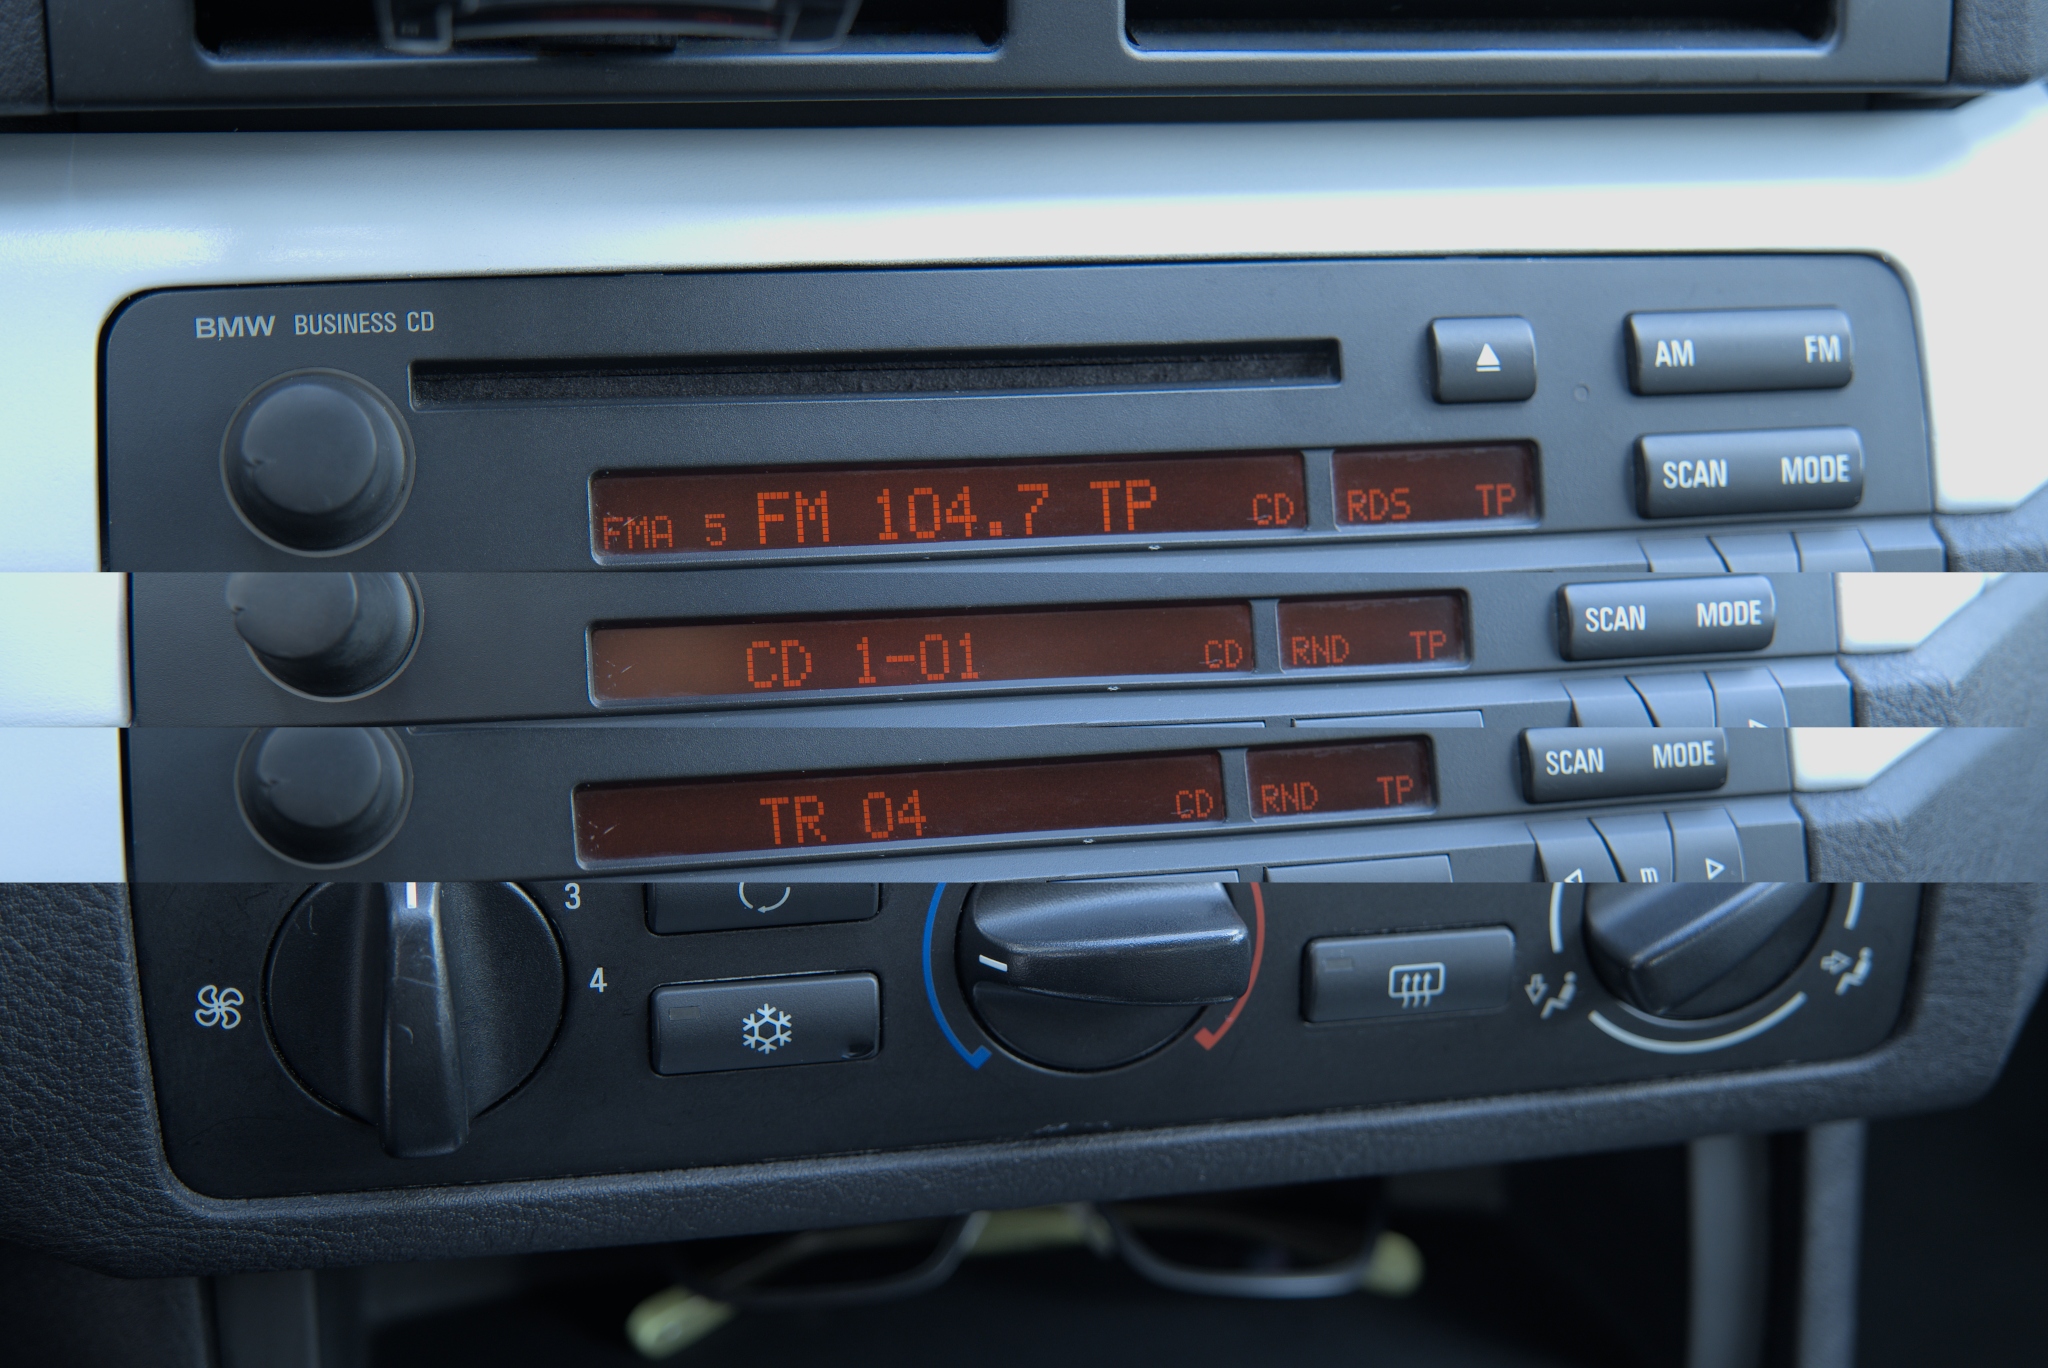 BMW BUSINESS CD
AM FM
SCAN MODE
FMA 5 FM 104.7 TP CD RDS TP
SCAN MODE
CD 1-01 CD RND TP
SCAN MODE
TR 04 CD RND TP
m
3
4